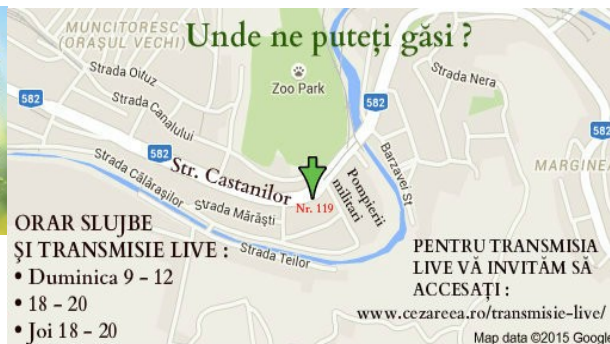 Unde ne puteți găsi ?
MUNCITORESC
(ORAȘUL VECHI)
Zoo Park
Strada Oituz
Strada Nera
582
582
582
582
Strada Canalului
Str. Castanilor
Strada Călărașilor
Strada Mărăști
Nr. 119
Pompierii
militari
Barzavei St
MARGINEA
Strada Teilor
ORAR SLUJBE
ŞI TRANSMISIE LIVE :
• Duminica 9 – 12
• 18 – 20
• Joi 18 – 20
PENTRU TRANSMISIA
LIVE VĂ INVITĂM SĂ
ACCESAȚI :
www.cezareea.ro/transmisie-live/
Map data ©2015 Google